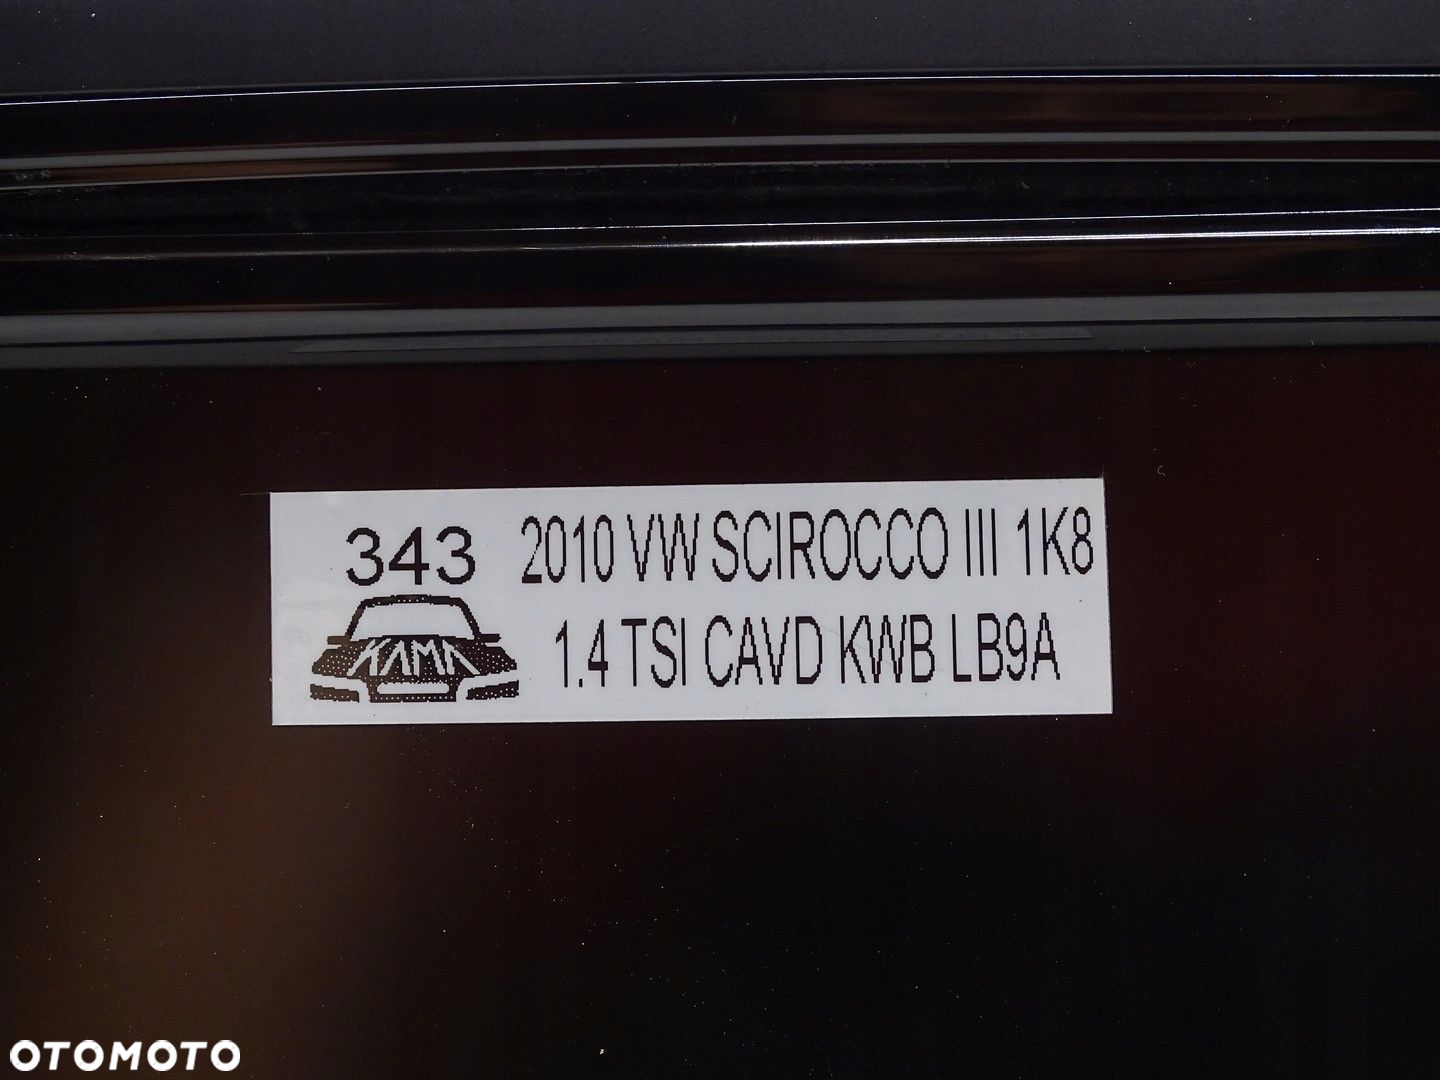 343
2010 VW SCIROCCO III 1K8
KAMA
1.4 TSI CAVD KWB LB9A
OTOMOTO